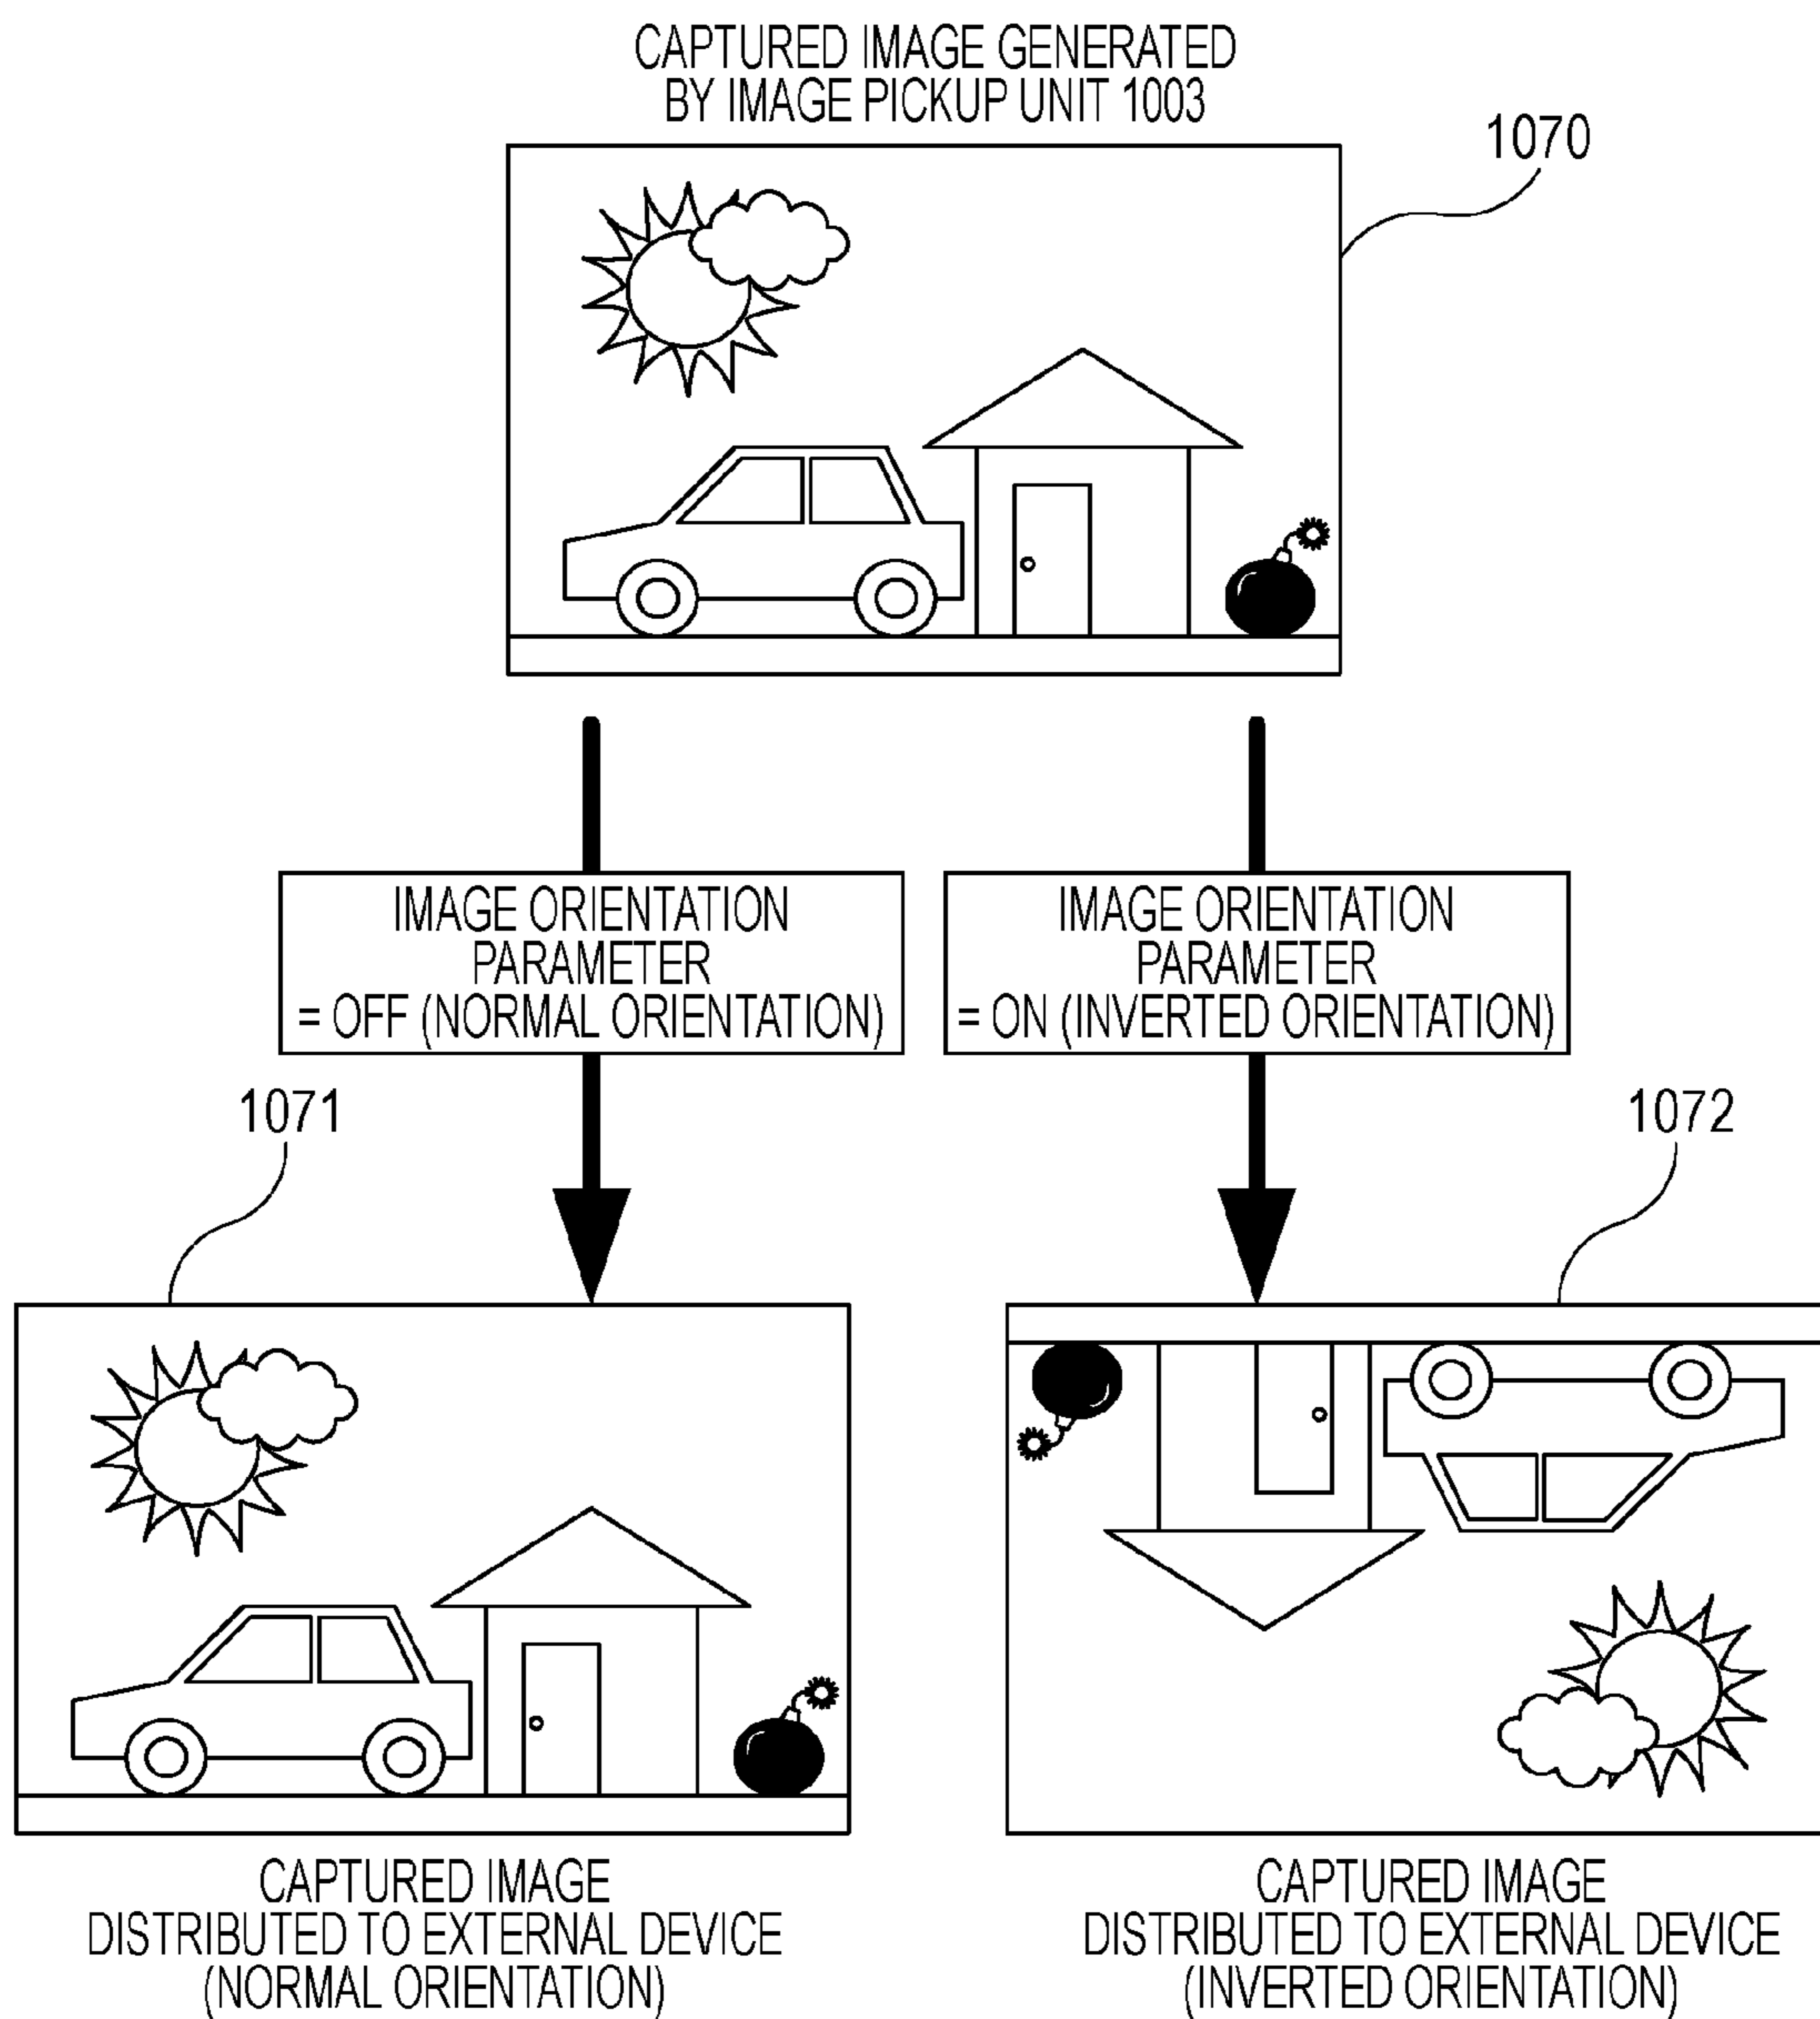 CAPTURED IMAGE GENERATED
BY IMAGE PICKUP UNIT 1003
1070
IMAGE ORIENTATION
PARAMETER
= OFF (NORMAL ORIENTATION)
IMAGE ORIENTATION
PARAMETER
= ON (INVERTED ORIENTATION)
1071
1072
CAPTURED IMAGE
DISTRIBUTED TO EXTERNAL DEVICE
(NORMAL ORIENTATION)
CAPTURED IMAGE
DISTRIBUTED TO EXTERNAL DEVICE
(INVERTED ORIENTATION)